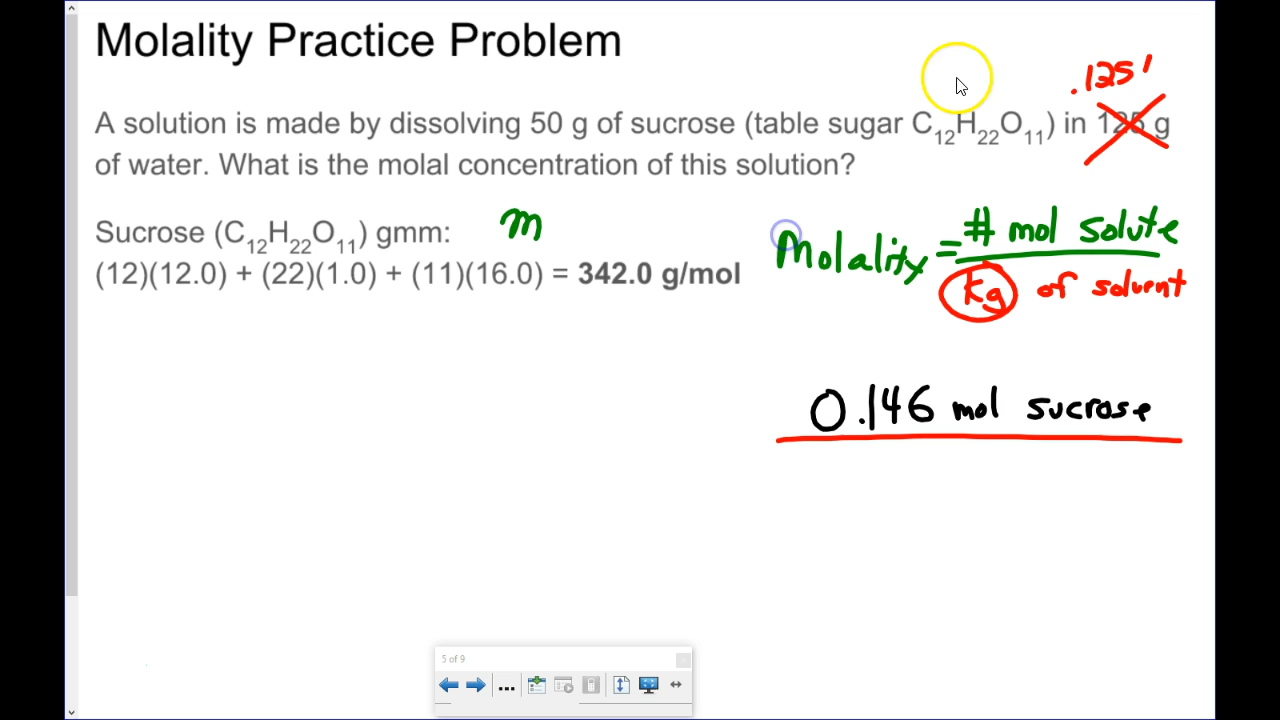 Molality Practice Problem
.125
A solution is made by dissolving 50 g of sucrose (table sugar C12H22O11) in 125 g
of water. What is the molal concentration of this solution?
Sucrose (C12H22O11) gmm:
m
(12)(12.0) + (22)(1.0) + (11)(16.0) = 342.0 g/mol
Molality = # mol solute
kg of solvent
0.146 mol sucrose
5 of 9